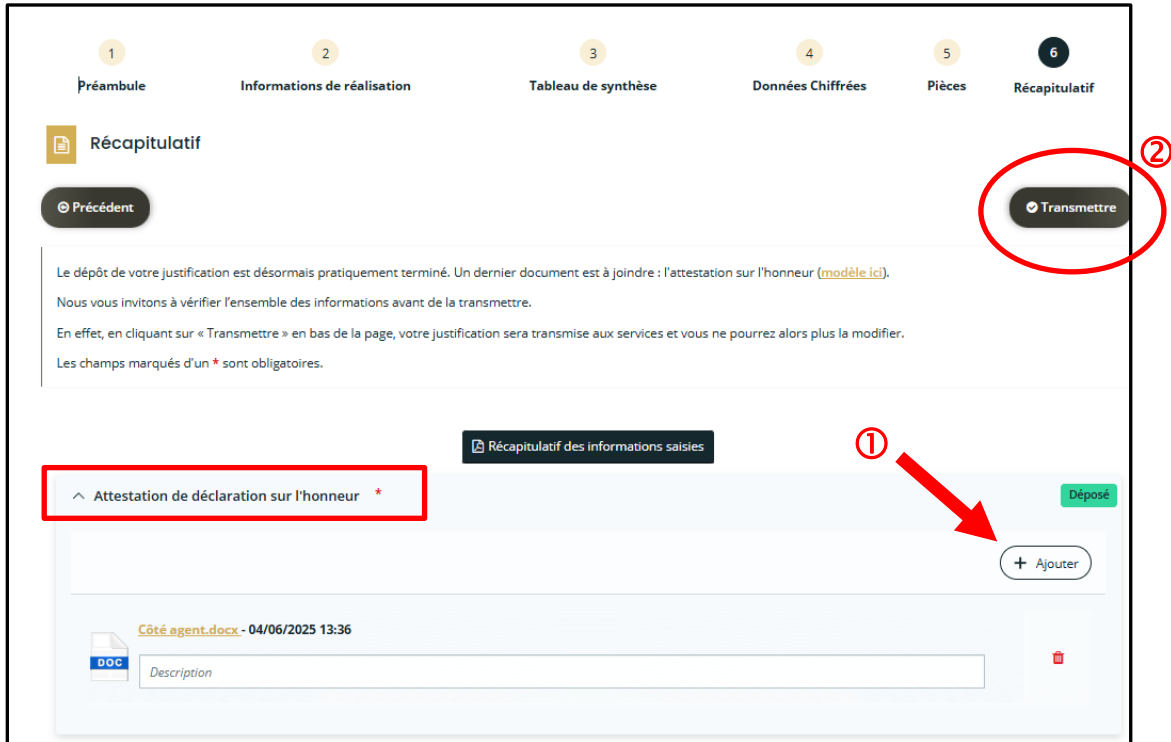 1 2 3 4 5 6
Préambule Informations de réalisation Tableau de synthèse Données Chiffrées Pièces Récapitulatif
Récapitulatif
②
Précédent Transmettre
Le dépôt de votre justification est désormais pratiquement terminé. Un dernier document est à joindre : l'attestation sur l'honneur (modèle ici).
Nous vous invitons à vérifier l'ensemble des informations avant de la transmettre.
En effet, en cliquant sur « Transmettre » en bas de la page, votre justification sera transmise aux services et vous ne pourrez alors plus la modifier.
Les champs marqués d'un * sont obligatoires.
Récapitulatif des informations saisies
①
Attestation de déclaration sur l'honneur *
Déposé
+ Ajouter
Côté agent.docx - 04/06/2025 13:36
DOC
Description